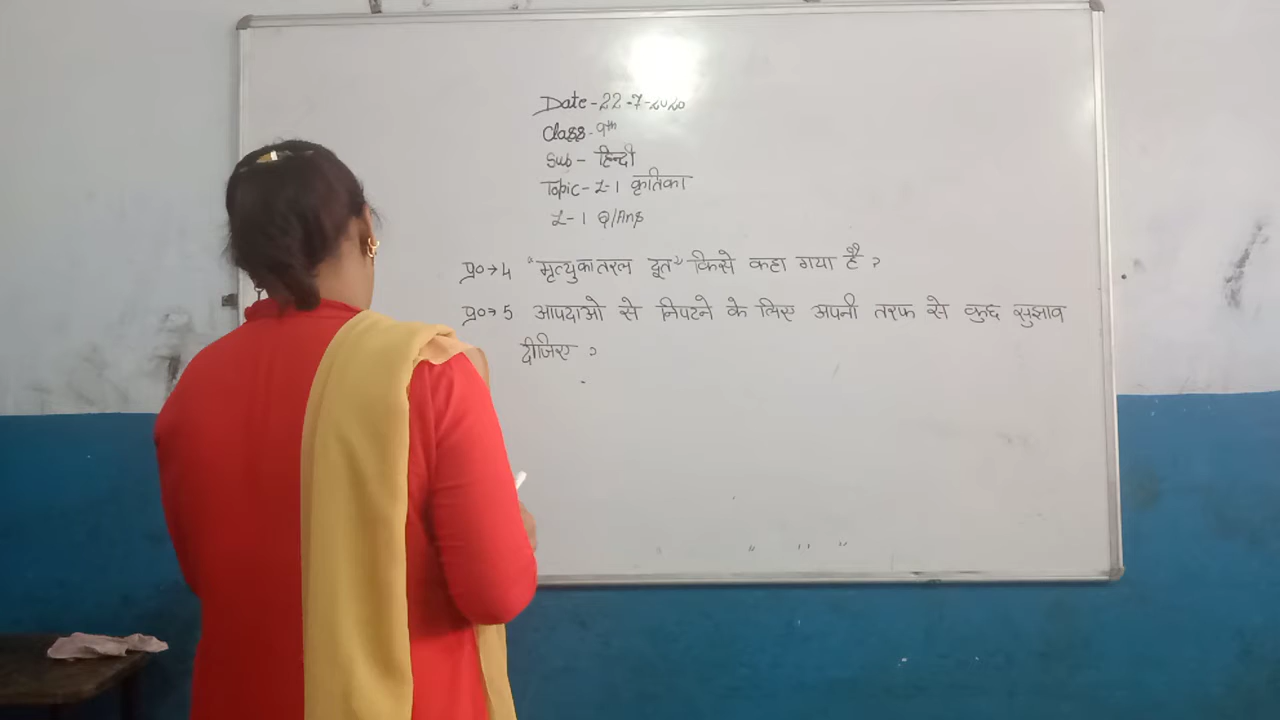 Date-22-7-2020
Class-9th
Sub-हिन्दी
Topic-L-1 कृतिका
L-1 Q/Ans
प्र०→4 "मृत्यु का तरल दूत" किसे कहा गया है ?
प्र०→5 आपदाओ से निपटने के लिए अपनी तरफ से कुछ सुझाव
दीजिए ?